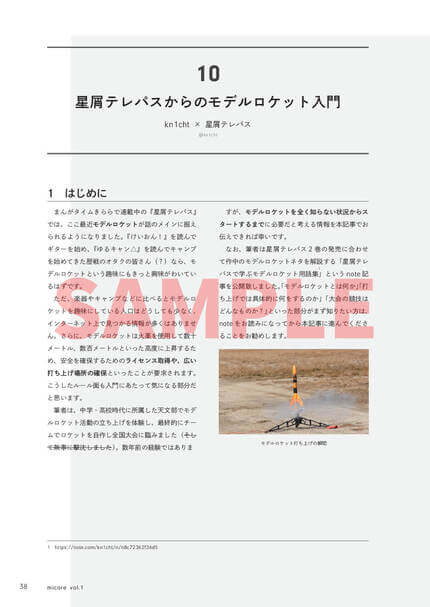 10
星屑テレパスからのモデルロケット入門
kn1cht × 星屑テレパス
@kn1cht
1 はじめに
まんがタイムきららで連載中の『星屑テレパス』
では、ここ最近モデルロケットが話のメインに据え
られるようになりました。『けいおん！』を読んで
ギターを始め、『ゆるキャン△』を読んでキャンプ
を始めてきた歴戦のオタクの皆さん（？）なら、モ
デルロケットという趣味にもきっと興味がわいてい
るはずです。
ただ、楽器やキャンプなどに比べるとモデルロ
ケットを趣味にしている人口はどうしても少なく、
インターネット上で見つかる情報が多くはありませ
ん。さらに、モデルロケットは火薬を使用して数十
メートル、数百メートルといった高度に上昇するた
め、安全を確保するためのライセンス取得や、広い
打ち上げ場所の確保といったことが要求されます。
こうしたルール面も入門にあたって気になる部分だ
と思います。
筆者は、中学・高校時代に所属した天文部でモデ
ルロケット活動の立ち上げを体験し、最終的にチー
ムでロケットを自作し全国大会に臨みました（そし
て無事に撃沈しました）。数年前の経験ではありま
すが、モデルロケットを全く知らない状況からス
タートするまでに必要だと考える情報を本記事でお
伝えできれば幸いです。
なお、筆者は星屑テレパス 2 巻の発売に合わせ
て作中のモデルロケットネタを解説する「星屑テレ
パスで学ぶモデルロケット用語集」という note 記
事を公開致しました。「モデルロケットとは何か」「打
ち上げでは具体的に何をするのか」「大会の競技は
どんなものか？」といった部分がまず知りたい方は、
note をお読みになってから本記事に進んでくださ
ることをお勧めします。
SAMPLE
モデルロケット打ち上げの瞬間
1 https://note.com/kn1cht/n/n8c72362f36d5
38 micare vol.1